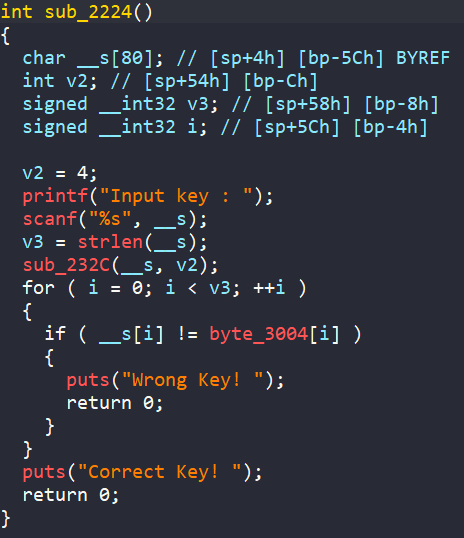 int sub_2224()
{
  char __s[80]; // [sp+4h] [bp-5Ch] BYREF
  int v2; // [sp+54h] [bp-Ch]
  signed __int32 v3; // [sp+58h] [bp-8h]
  signed __int32 i; // [sp+5Ch] [bp-4h]

  v2 = 4;
  printf("Input key : ");
  scanf("%s", __s);
  v3 = strlen(__s);
  sub_232C(__s, v2);
  for ( i = 0; i < v3; ++i )
  {
    if ( __s[i] != byte_3004[i] )
    {
      puts("Wrong Key! ");
      return 0;
    }
  }
  puts("Correct Key! ");
  return 0;
}